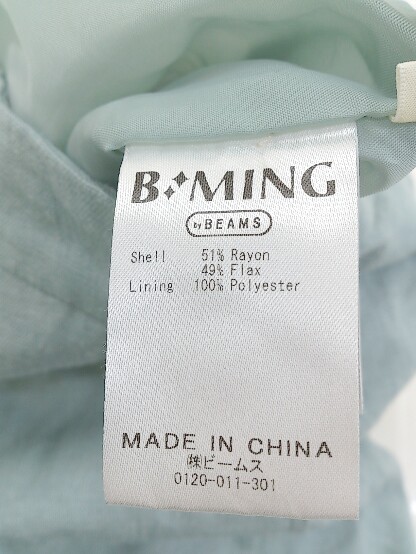 B:MING
by BEAMS
Shell 51% Rayon
49% Flax
Lining 100% Polyester
MADE IN CHINA
㈱ビームス
0120-011-301